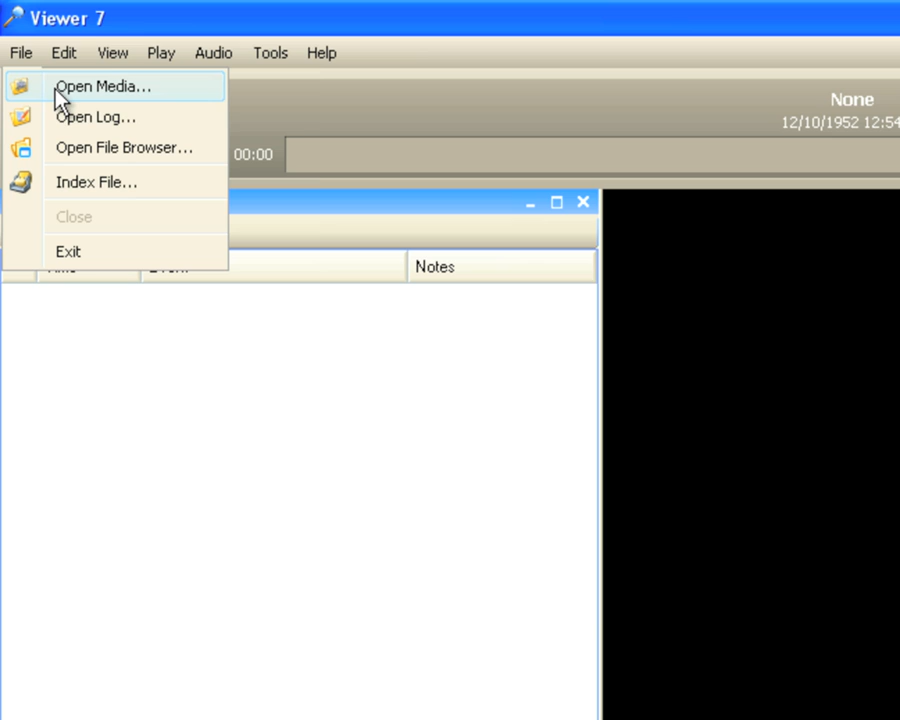 Viewer 7
File Edit View Play Audio Tools Help
Open Media...
Open Log...
Open File Browser...
Index File...
Close
Exit
None
12/10/1952 12:54
00:00
Notes